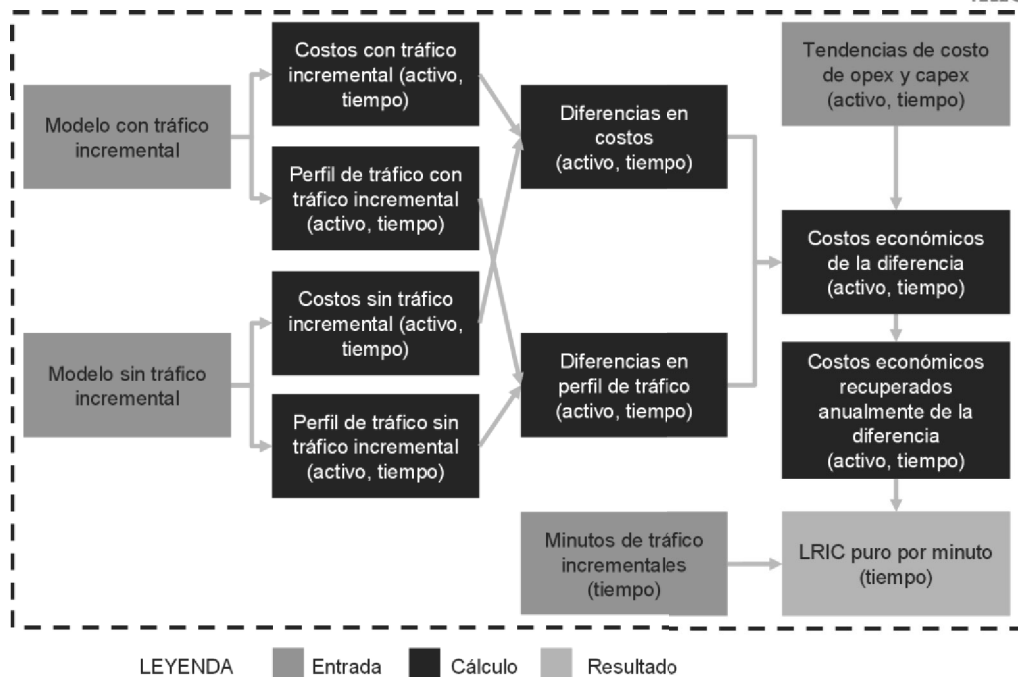 Modelo con tráfico
incremental
Modelo sin tráfico
incremental
Costos con tráfico
incremental (activo,
tiempo)
Perfil de tráfico con
tráfico incremental
(activo, tiempo)
Costos sin tráfico
incremental (activo,
tiempo)
Perfil de tráfico sin
tráfico incremental
(activo, tiempo)
Diferencias en
costos
(activo, tiempo)
Diferencias en
perfil de tráfico
(activo, tiempo)
Minutos de tráfico
incrementales
(tiempo)
Tendencias de costo
de opex y capex
(activo, tiempo)
Costos económicos
de la diferencia
(activo, tiempo)
Costos económicos
recuperados
anualmente de la
diferencia
(activo, tiempo)
LRIC puro por minuto
(tiempo)
LEYENDA Entrada Cálculo Resultado